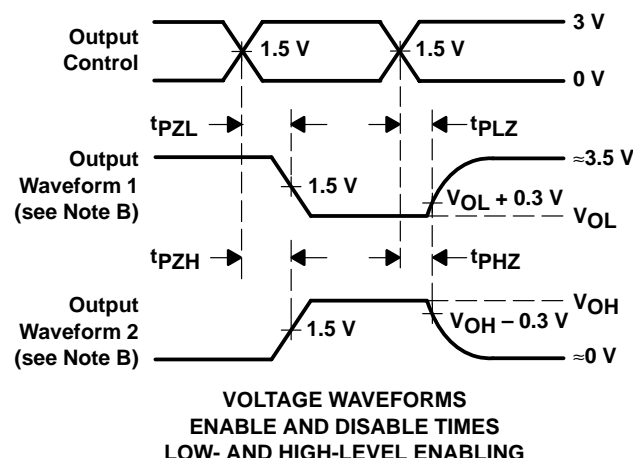 3 V
Output
Control
1.5 V
1.5 V
0 V
tPZL
tPLZ
Output
Waveform 1
(see Note B)
≈3.5 V
1.5 V
VOL + 0.3 V
VOL
tPZH
tPHZ
Output
Waveform 2
(see Note B)
VOH
1.5 V
VOH – 0.3 V
≈0 V
VOLTAGE WAVEFORMS
ENABLE AND DISABLE TIMES
LOW- AND HIGH-LEVEL ENABLING